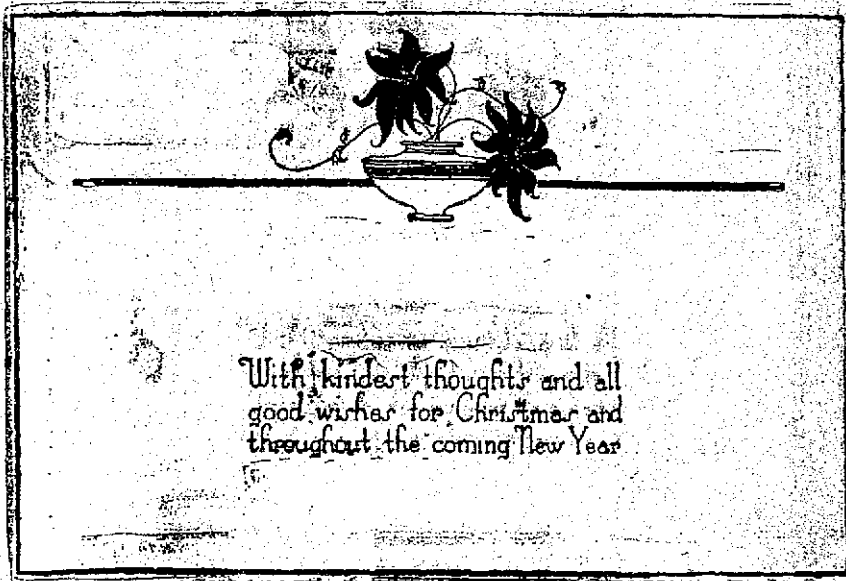 With kindest thoughts and all
good wishes for Christmas and
throughout the coming New Year